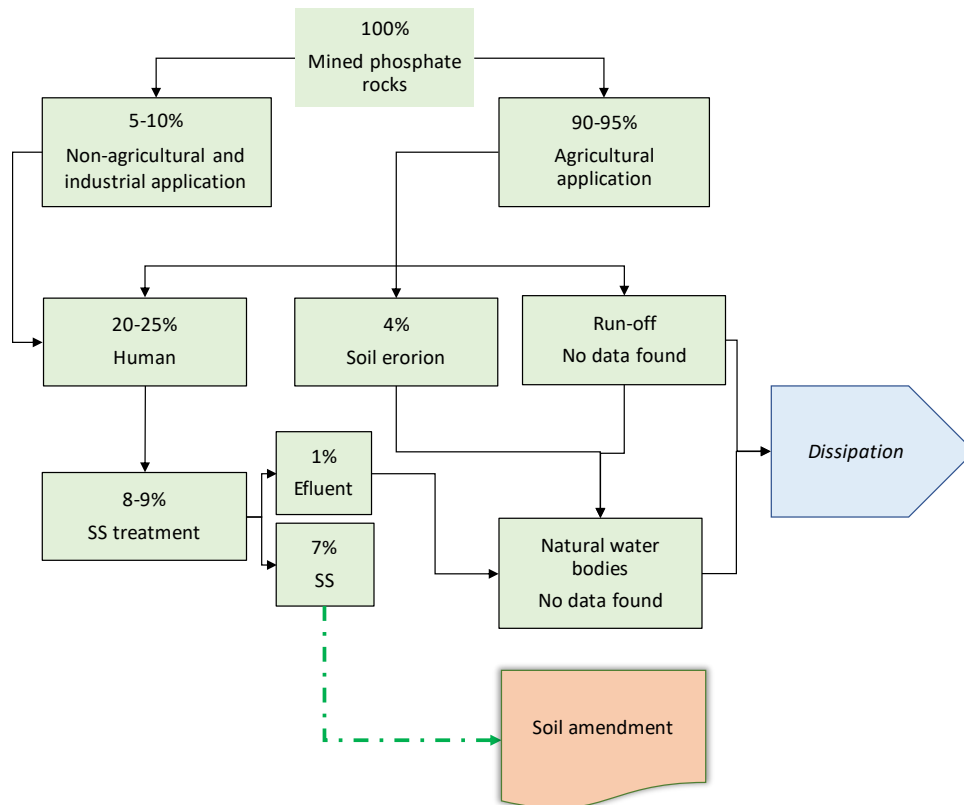 100%
Mined phosphate
rocks
5-10%
Non-agricultural and
industrial application
90-95%
Agricultural
application
20-25%
Human
4%
Soil erorion
Run-off
No data found
Dissipation
8-9%
SS treatment
1%
Efluent
7%
SS
Natural water
bodies
No data found
Soil amendment